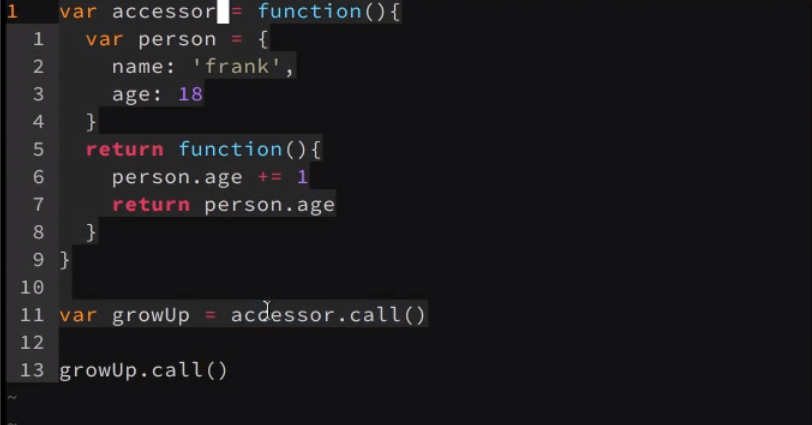 1 var accessor = function(){
1 var person = {
2 name: 'frank',
3 age: 18
4 }
5 return function(){
6 person.age += 1
7 return person.age
8 }
9 }
10
11 var growUp = accessor.call()
12
13 growUp.call()
~
~